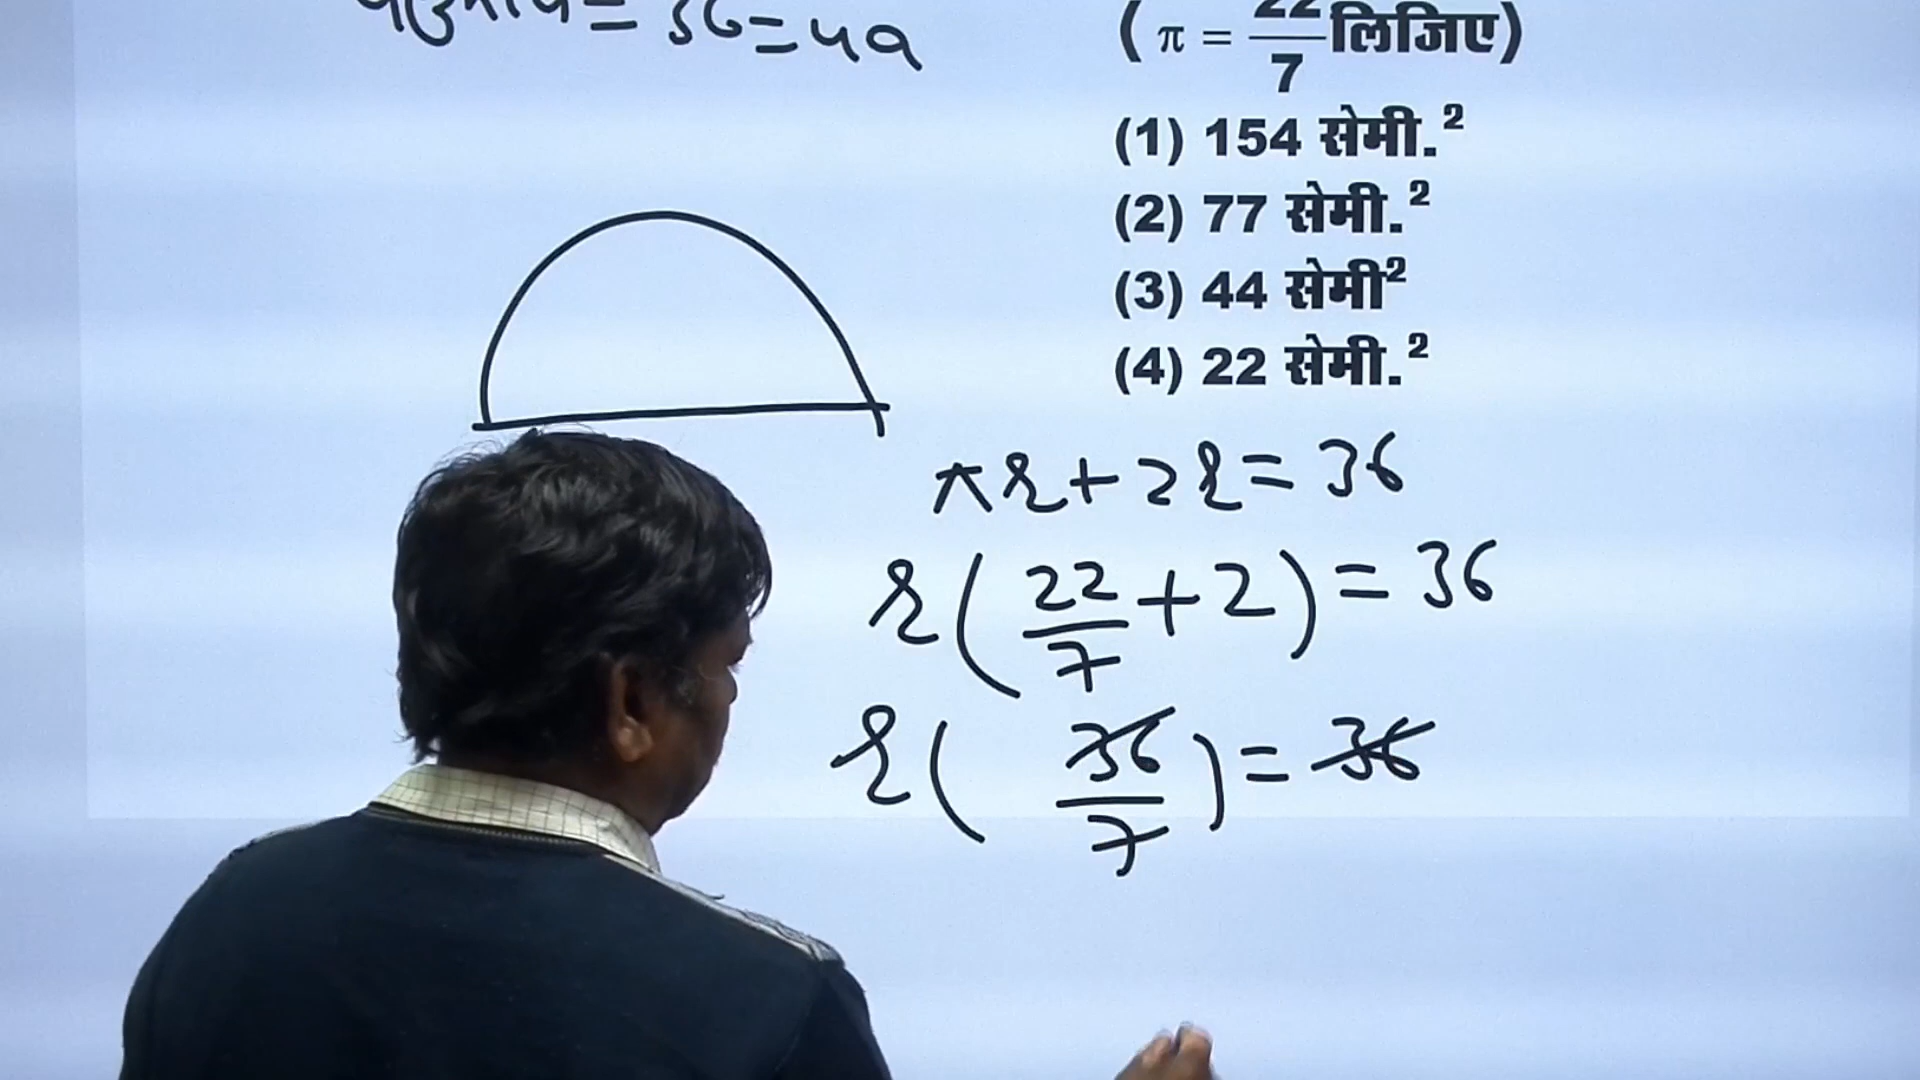 = 36 = 4a
( π = 22/7 लिजिए)
(1) 154 सेमी.²
(2) 77 सेमी.²
(3) 44 सेमी²
(4) 22 सेमी.²
πr + 2r = 36
r ( 22/7 + 2 ) = 36
r ( 36/7 ) = 36